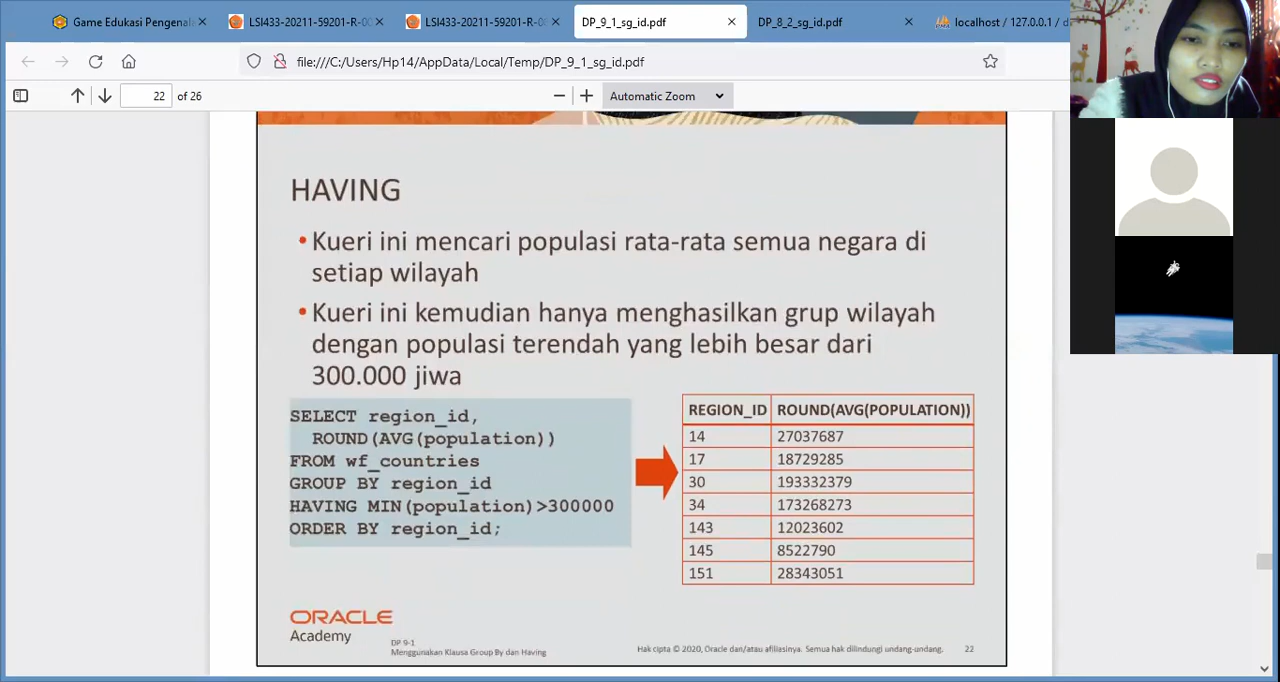 Game Edukasi Pengenala
LSI433-20211-59201-R-00
LSI433-20211-59201-R-00
DP_9_1_sg_id.pdf
DP_8_2_sg_id.pdf
localhost / 127.0.0.1 / d
file:///C:/Users/Hp14/AppData/Local/Temp/DP_9_1_sg_id.pdf
22 of 26
Automatic Zoom
HAVING
• Kueri ini mencari populasi rata-rata semua negara di
setiap wilayah
• Kueri ini kemudian hanya menghasilkan grup wilayah
dengan populasi terendah yang lebih besar dari
300.000 jiwa
SELECT region_id,
ROUND(AVG(population))
FROM wf_countries
GROUP BY region_id
HAVING MIN(population)>300000
ORDER BY region_id;
REGION_ID ROUND(AVG(POPULATION))
14 27037687
17 18729285
30 193332379
34 173268273
143 12023602
145 8522790
151 28343051
ORACLE
Academy
DP 9-1
Menggunakan Klausa Group By dan Having
Hak cipta © 2020, Oracle dan/atau afiliasinya. Semua hak dilindungi undang-undang.
22